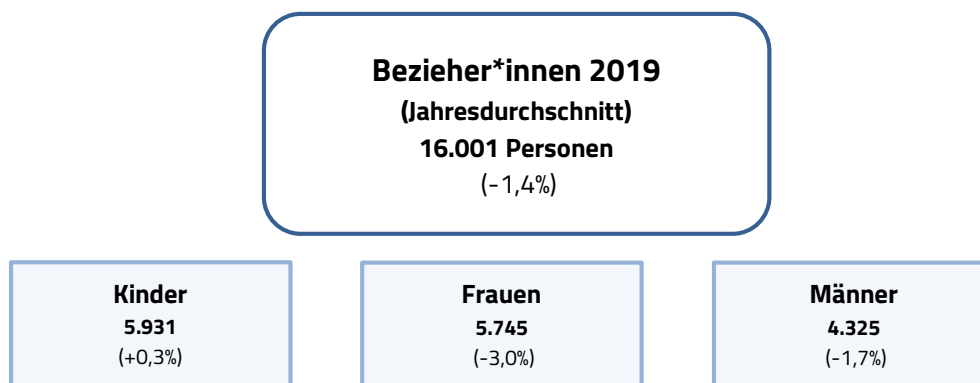 Bezieher*innen 2019
(Jahresdurchschnitt)
16.001 Personen
(-1,4%)
Kinder
5.931
(+0,3%)
Frauen
5.745
(-3,0%)
Männer
4.325
(-1,7%)